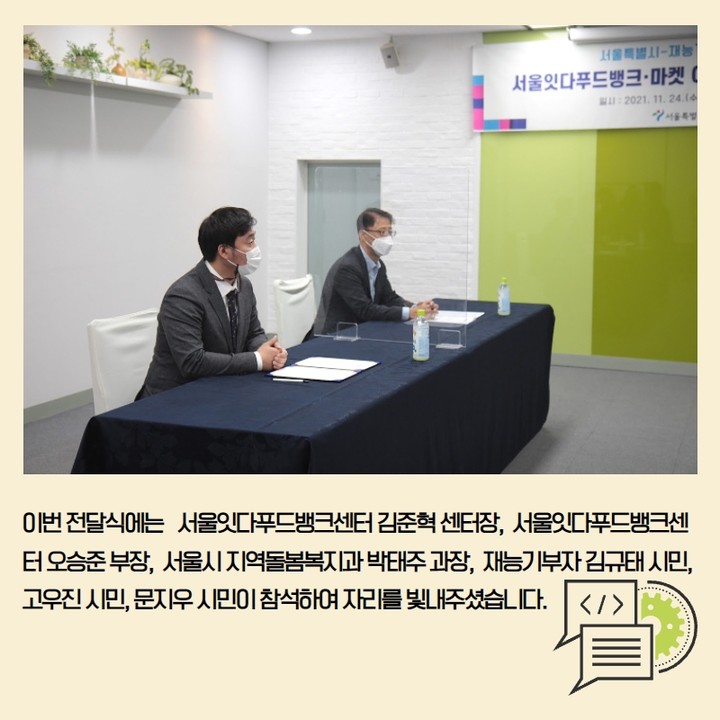 서울특별시-재능
서울잇다푸드뱅크·마켓
일시 : 2021. 11. 24.(수
서울특별
이번 전달식에는 서울잇다푸드뱅크센터 김준혁 센터장, 서울잇다푸드뱅크센
터 오승준 부장, 서울시 지역돌봄복지과 박태주 과장, 재능기부자 김규태 시민,
고우진 시민, 문지우 시민이 참석하여 자리를 빛내주셨습니다.
</>